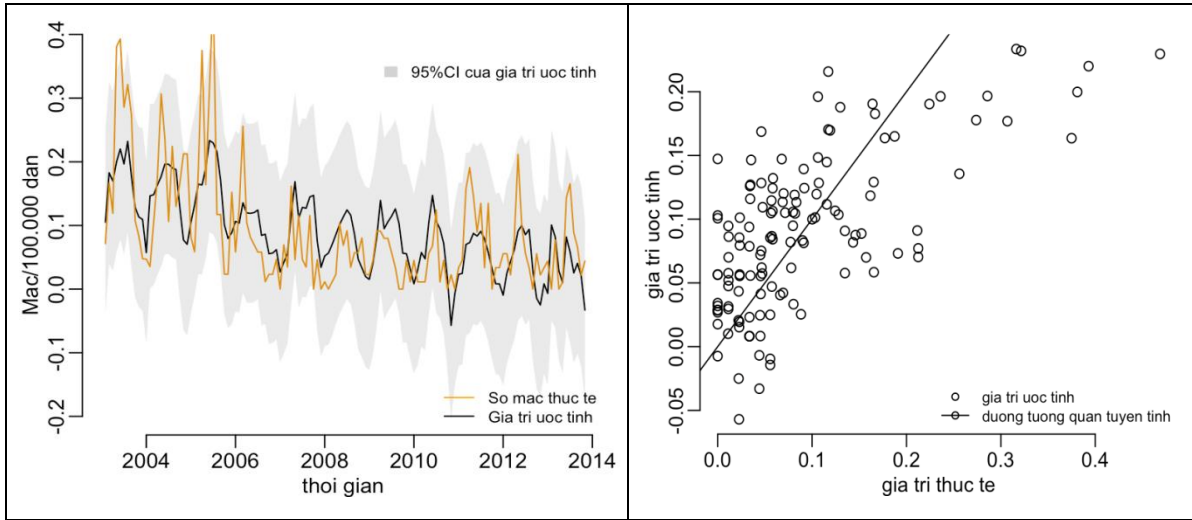 Mac/100.000 dan
0.4
0.3
0.2
0.1
0.0
-0.1
-0.2
95%CI cua gia tri uoc tinh
So mac thuc te
Gia tri uoc tinh
2004 2006 2008 2010 2012 2014
thoi gian
gia tri uoc tinh
0.20
0.15
0.10
0.05
0.00
-0.05
gia tri uoc tinh
duong tuong quan tuyen tinh
0.0 0.1 0.2 0.3 0.4
gia tri thuc te